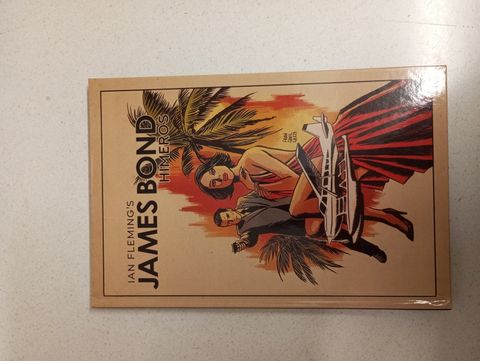 IAN FLEMING'S
JAMES BOND
HIMEROS